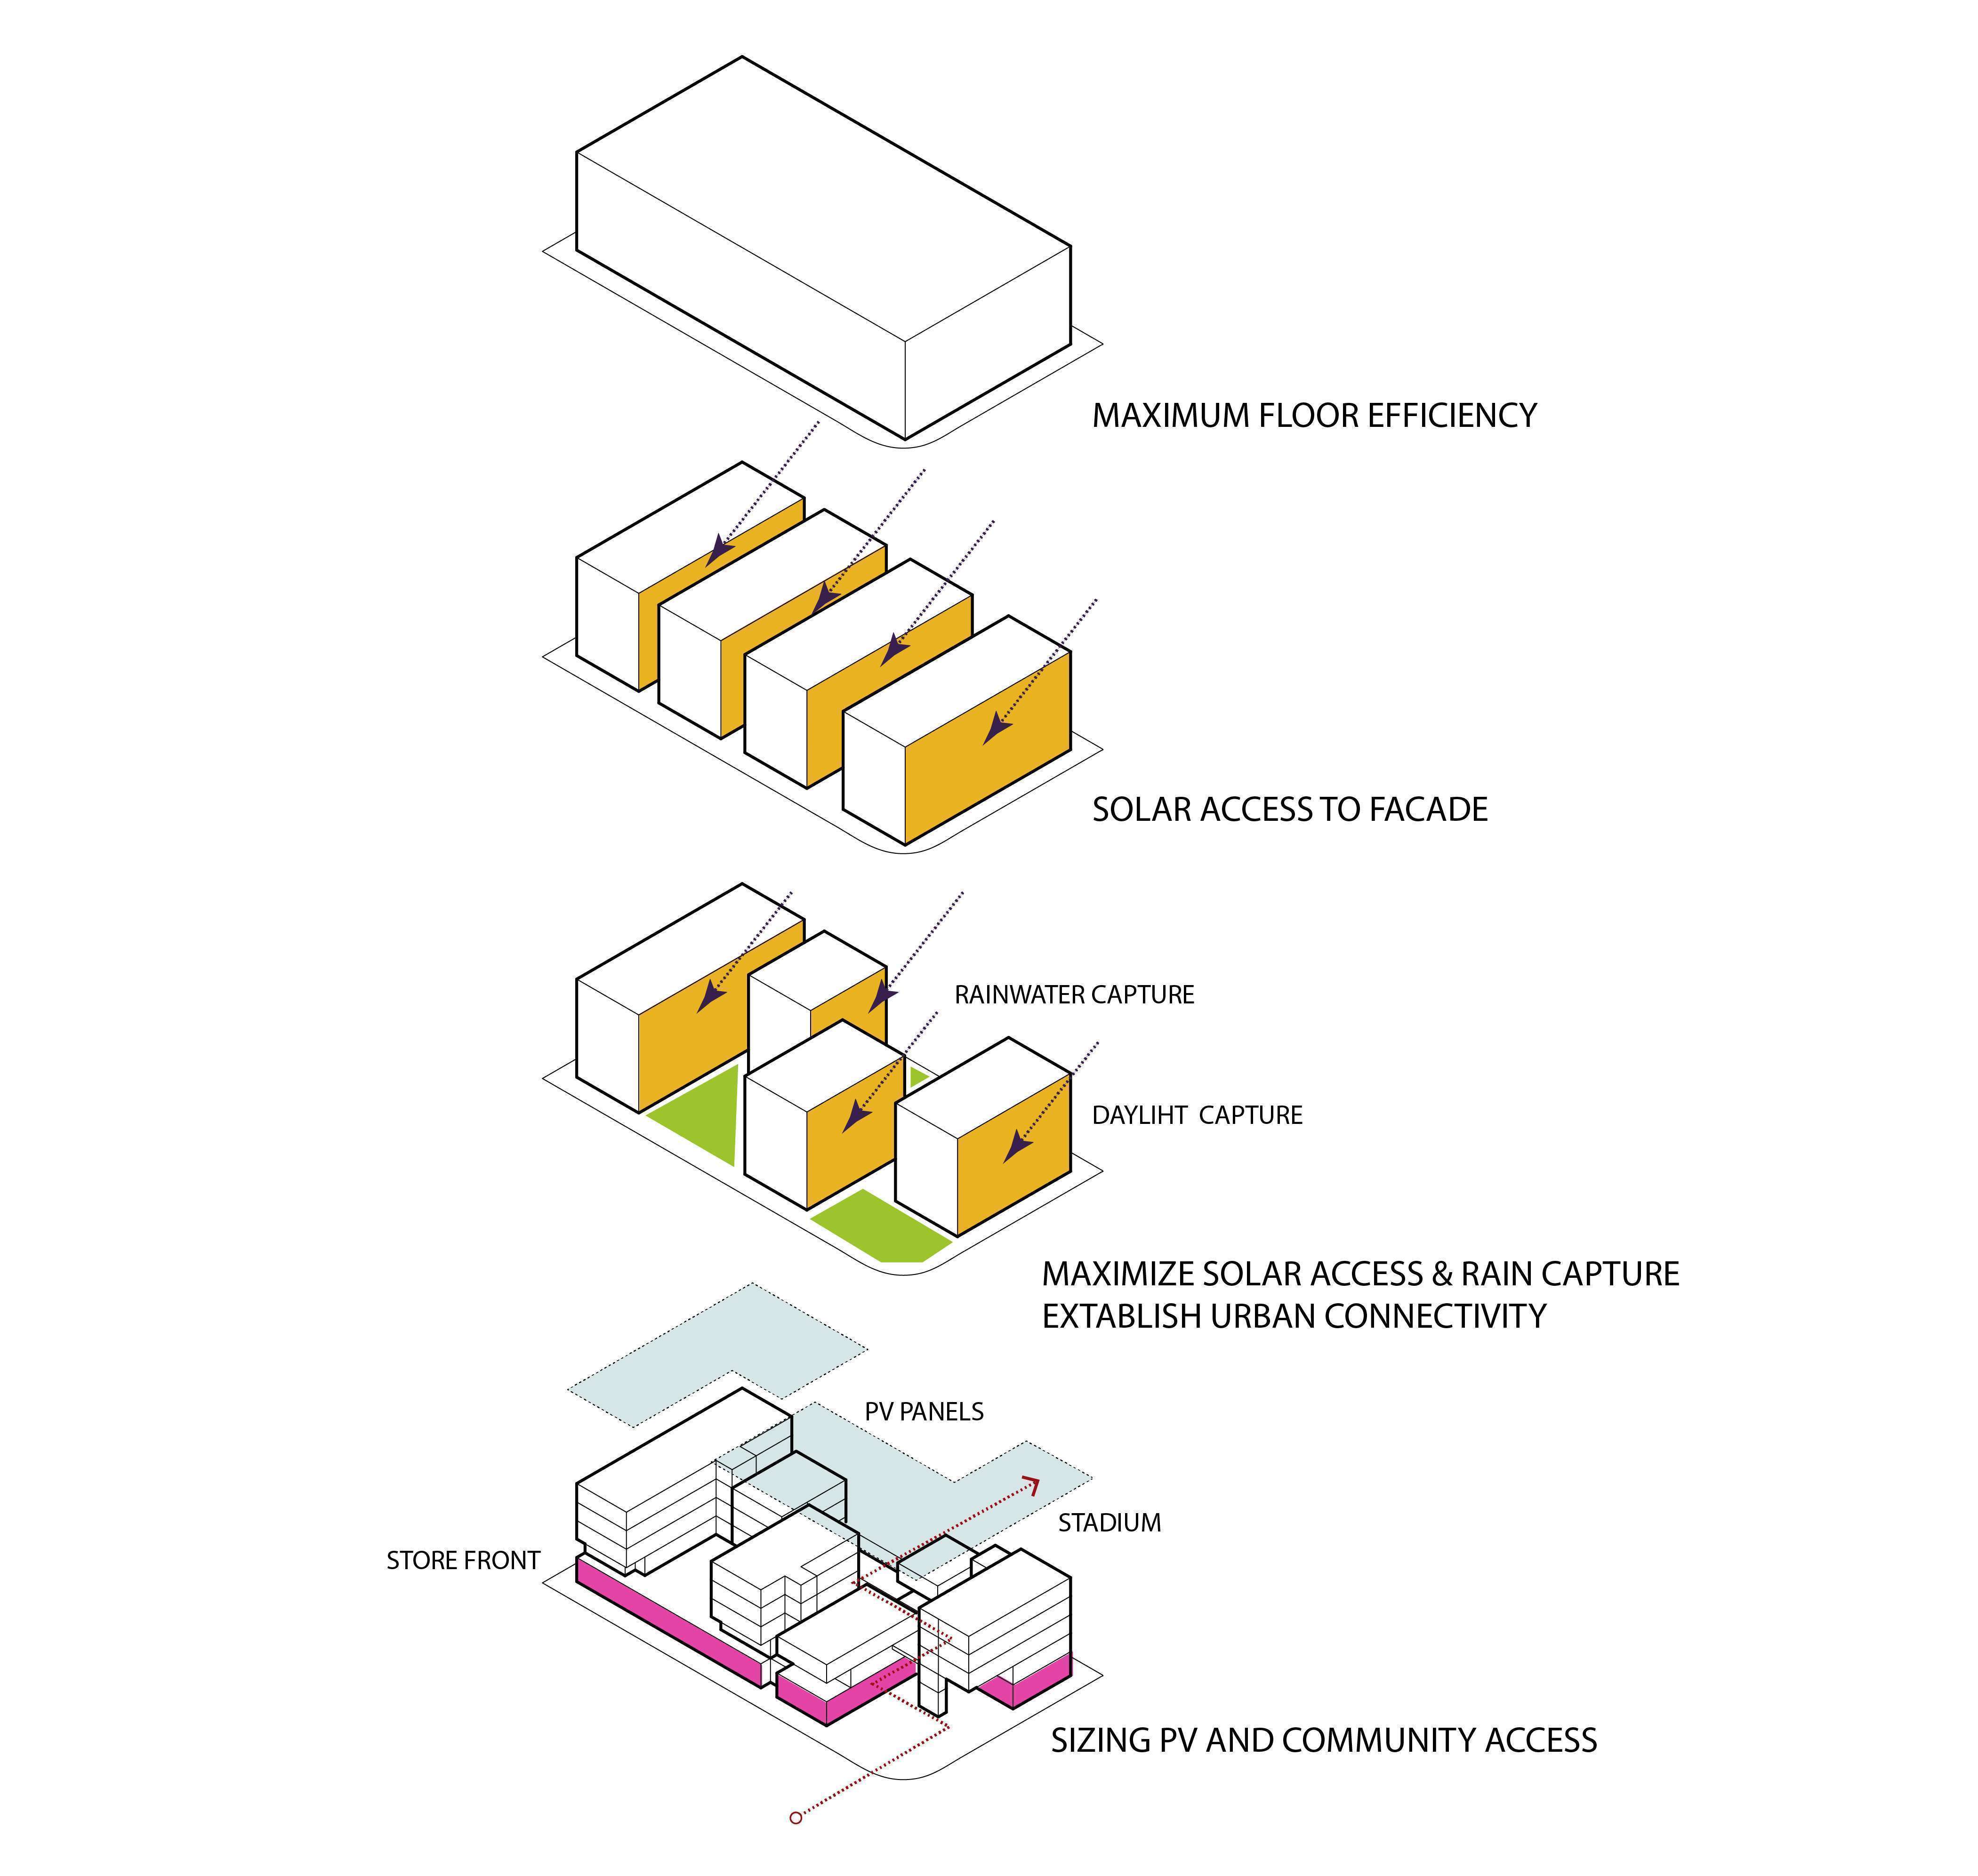 MAXIMUM FLOOR EFFICIENCY
SOLAR ACCESS TO FACADE
RAINWATER CAPTURE
DAYLIHT CAPTURE
MAXIMIZE SOLAR ACCESS & RAIN CAPTURE
EXTABLISH URBAN CONNECTIVITY
PV PANELS
STADIUM
STORE FRONT
SIZING PV AND COMMUNITY ACCESS